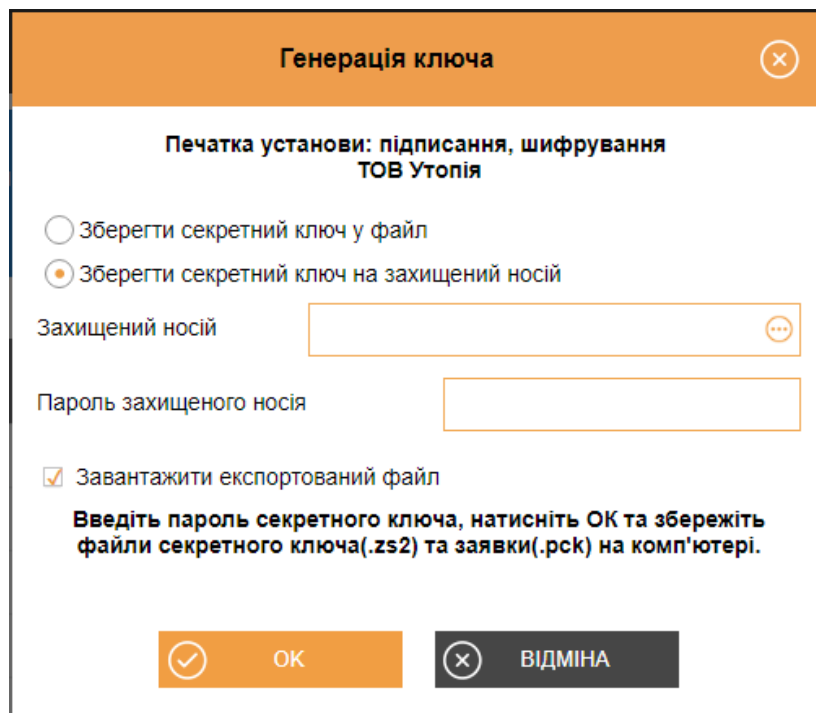 Генерація ключа
Печатка установи: підписання, шифрування
ТОВ Утопія
Зберегти секретний ключ у файл
Зберегти секретний ключ на захищений носій
Захищений носій
Пароль захищеного носія
Завантажити експортований файл
Введіть пароль секретного ключа, натисніть ОК та збережіть
файли секретного ключа(.zs2) та заявки(.pck) на комп'ютері.
ОК
ВІДМІНА